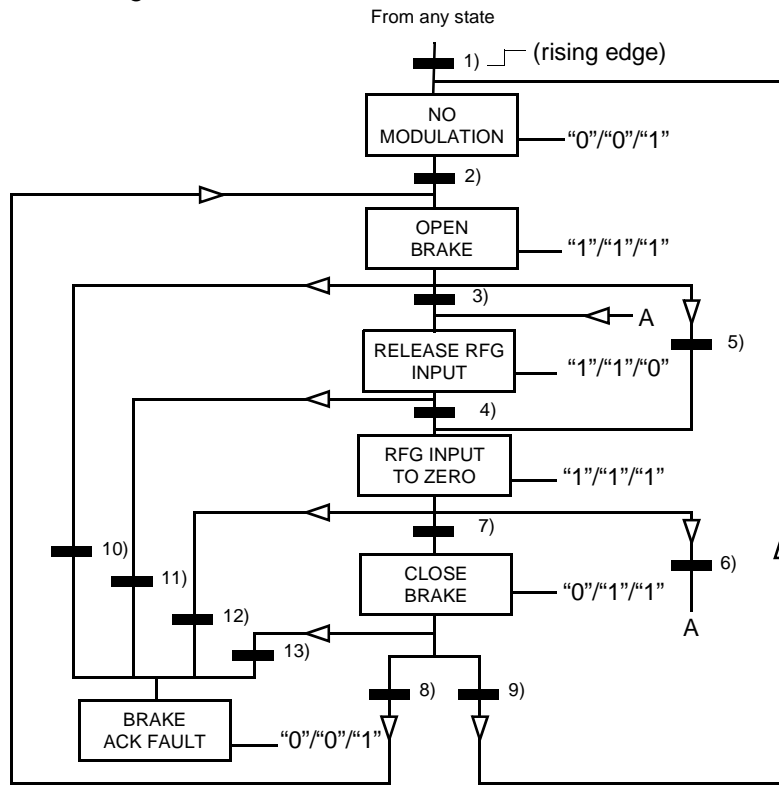 From any state
1) (rising edge)
NO
MODULATION
“0”/“0”/“1”
2)
OPEN
BRAKE
“1”/“1”/“1”
3)
A
5)
RELEASE RFG
INPUT
“1”/“1”/“0”
4)
RFG INPUT
TO ZERO
“1”/“1”/“1”
7)
10)
11)
6)
CLOSE
BRAKE
“0”/“1”/“1”
12)
A
13)
8)
9)
BRAKE
ACK FAULT
“0”/“0”/“1”